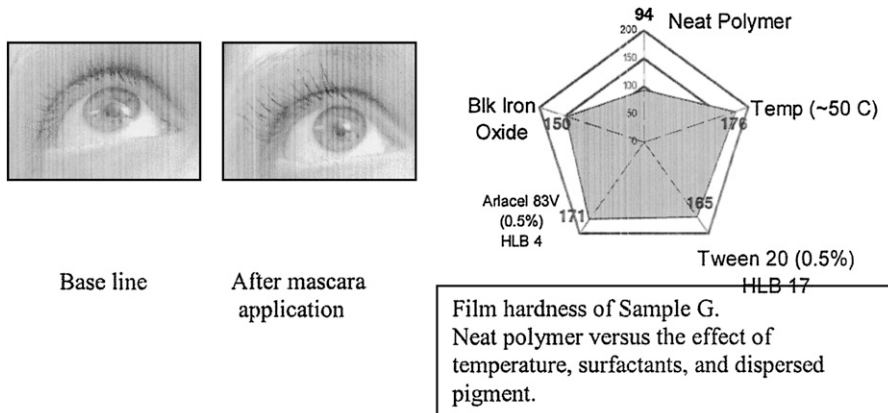 94
Neat Polymer
200
150
100
50
0
Blk Iron
Oxide
150
Temp (~50 C)
176
Arlacel 83V
(0.5%)
HLB 4
171
165
Tween 20 (0.5%)
HLB 17
Base line
After mascara
application
Film hardness of Sample G.
Neat polymer versus the effect of
temperature, surfactants, and dispersed
pigment.